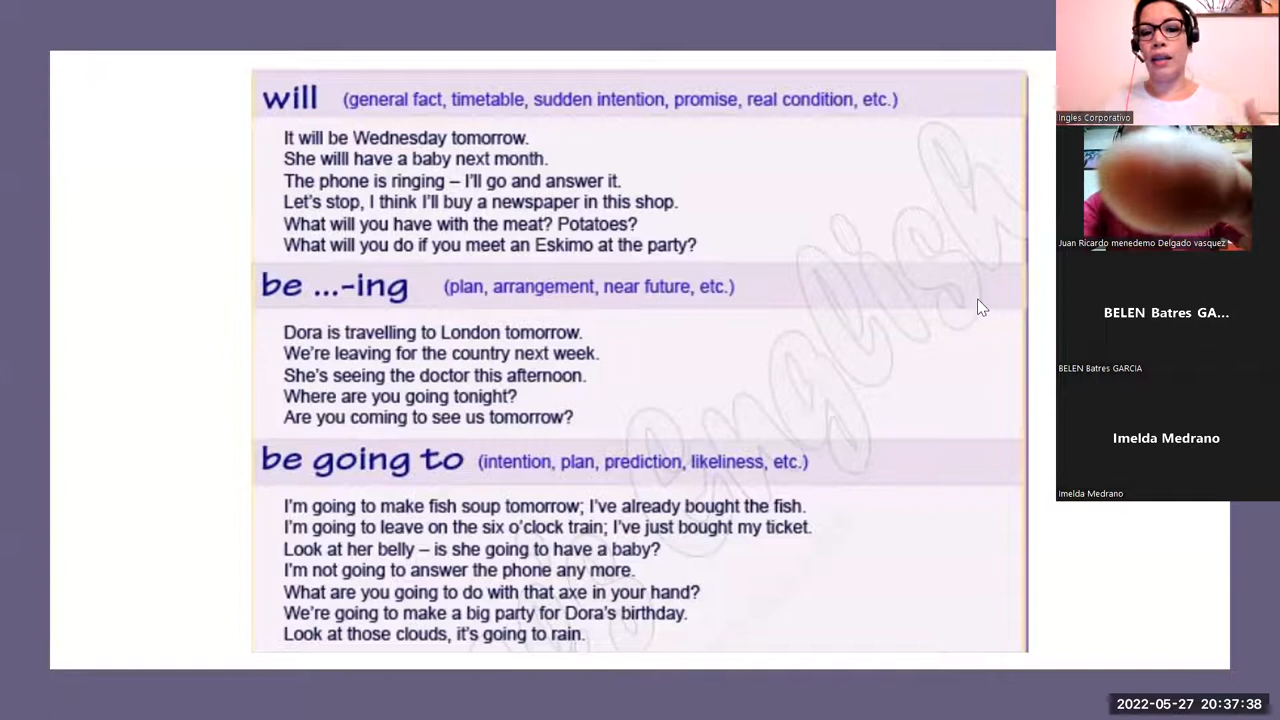 will (general fact, timetable, sudden intention, promise, real condition, etc.)
It will be Wednesday tomorrow.
She willl have a baby next month.
The phone is ringing – I'll go and answer it.
Let's stop, I think I'll buy a newspaper in this shop.
What will you have with the meat? Potatoes?
What will you do if you meet an Eskimo at the party?
be ...-ing (plan, arrangement, near future, etc.)
Dora is travelling to London tomorrow.
We're leaving for the country next week.
She's seeing the doctor this afternoon.
Where are you going tonight?
Are you coming to see us tomorrow?
be going to (intention, plan, prediction, likeliness, etc.)
I'm going to make fish soup tomorrow; I've already bought the fish.
I'm going to leave on the six o'clock train; I've just bought my ticket.
Look at her belly – is she going to have a baby?
I'm not going to answer the phone any more.
What are you going to do with that axe in your hand?
We're going to make a big party for Dora's birthday.
Look at those clouds, it's going to rain.
English
Ingles Corporativo
Juan Ricardo menedemo Delgado vasquez
BELEN Batres GA...
BELEN Batres GARCIA
Imelda Medrano
Imelda Medrano
2022-05-27 20:37:38